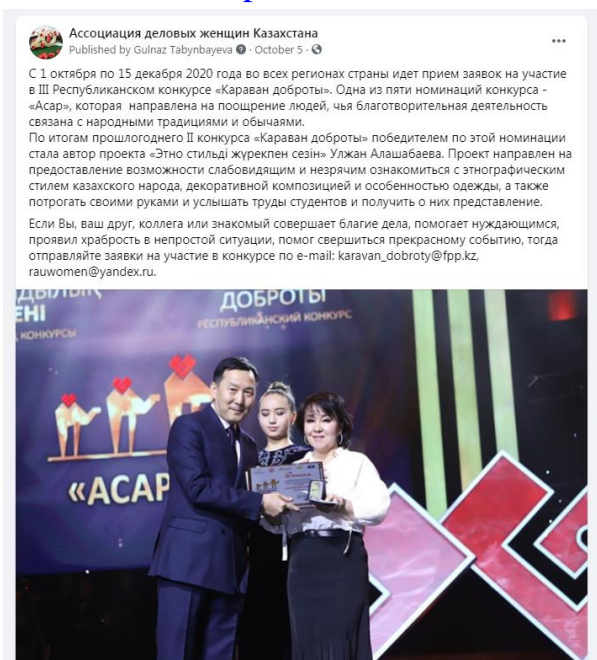 Ассоциация деловых женщин Казахстана
Published by Gulnaz Tabynbayeva · October 5 ·
С 1 октября по 15 декабря 2020 года во всех регионах страны идет прием заявок на участие
в III Республиканском конкурсе «Караван доброты». Одна из пяти номинаций конкурса -
«Асар», которая направлена на поощрение людей, чья благотворительная деятельность
связана с народными традициями и обычаями.
По итогам прошлогоднего II конкурса «Караван доброты» победителем по этой номинации
стала автор проекта «Этно стильді жүрекпен сезін» Улжан Алашабаева. Проект направлен на
предоставление возможности слабовидящим и незрячим ознакомиться с этнографическим
стилем казахского народа, декоративной композицией и особенностью одежды, а также
потрогать своими руками и услышать труды студентов и получить о них представление.
Если Вы, ваш друг, коллега или знакомый совершает благие дела, помогает нуждающимся,
проявил храбрость в непростой ситуации, помог свершиться прекрасному событию, тогда
отправляйте заявки на участие в конкурсе по e-mail: karavan_dobroty@fpp.kz,
rauwomen@yandex.ru.
ДОБРОТЫ
РЕСПУБЛИКАНСКИЙ КОНКУРС
КОНКУРСЫ
«АСАР